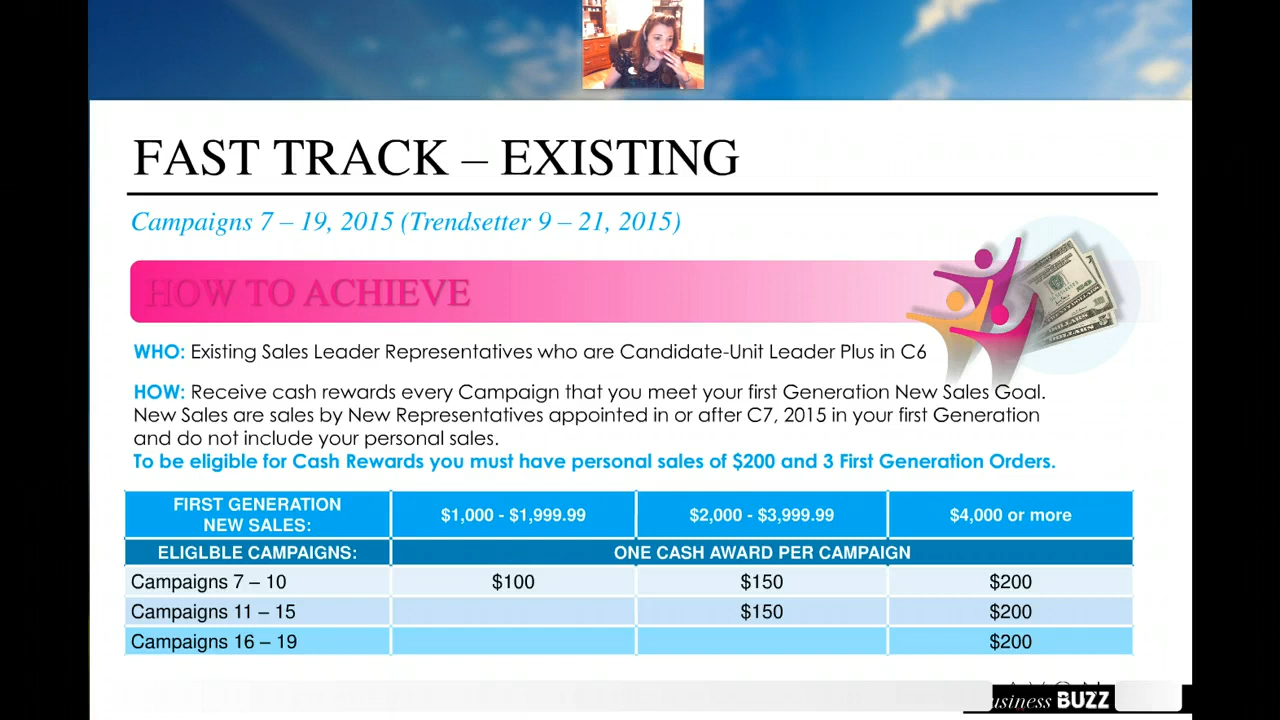 FAST TRACK – EXISTING
Campaigns 7 – 19, 2015 (Trendsetter 9 – 21, 2015)
HOW TO ACHIEVE
WHO: Existing Sales Leader Representatives who are Candidate-Unit Leader Plus in C6
HOW: Receive cash rewards every Campaign that you meet your first Generation New Sales Goal.
New Sales are sales by New Representatives appointed in or after C7, 2015 in your first Generation
and do not include your personal sales.
To be eligible for Cash Rewards you must have personal sales of $200 and 3 First Generation Orders.
FIRST GENERATION
NEW SALES:
$1,000 - $1,999.99
$2,000 - $3,999.99
$4,000 or more
ELIGLBLE CAMPAIGNS:
ONE CASH AWARD PER CAMPAIGN
Campaigns 7 – 10
$100
$150
$200
Campaigns 11 – 15
$150
$200
Campaigns 16 – 19
$200
usiness BUZZ